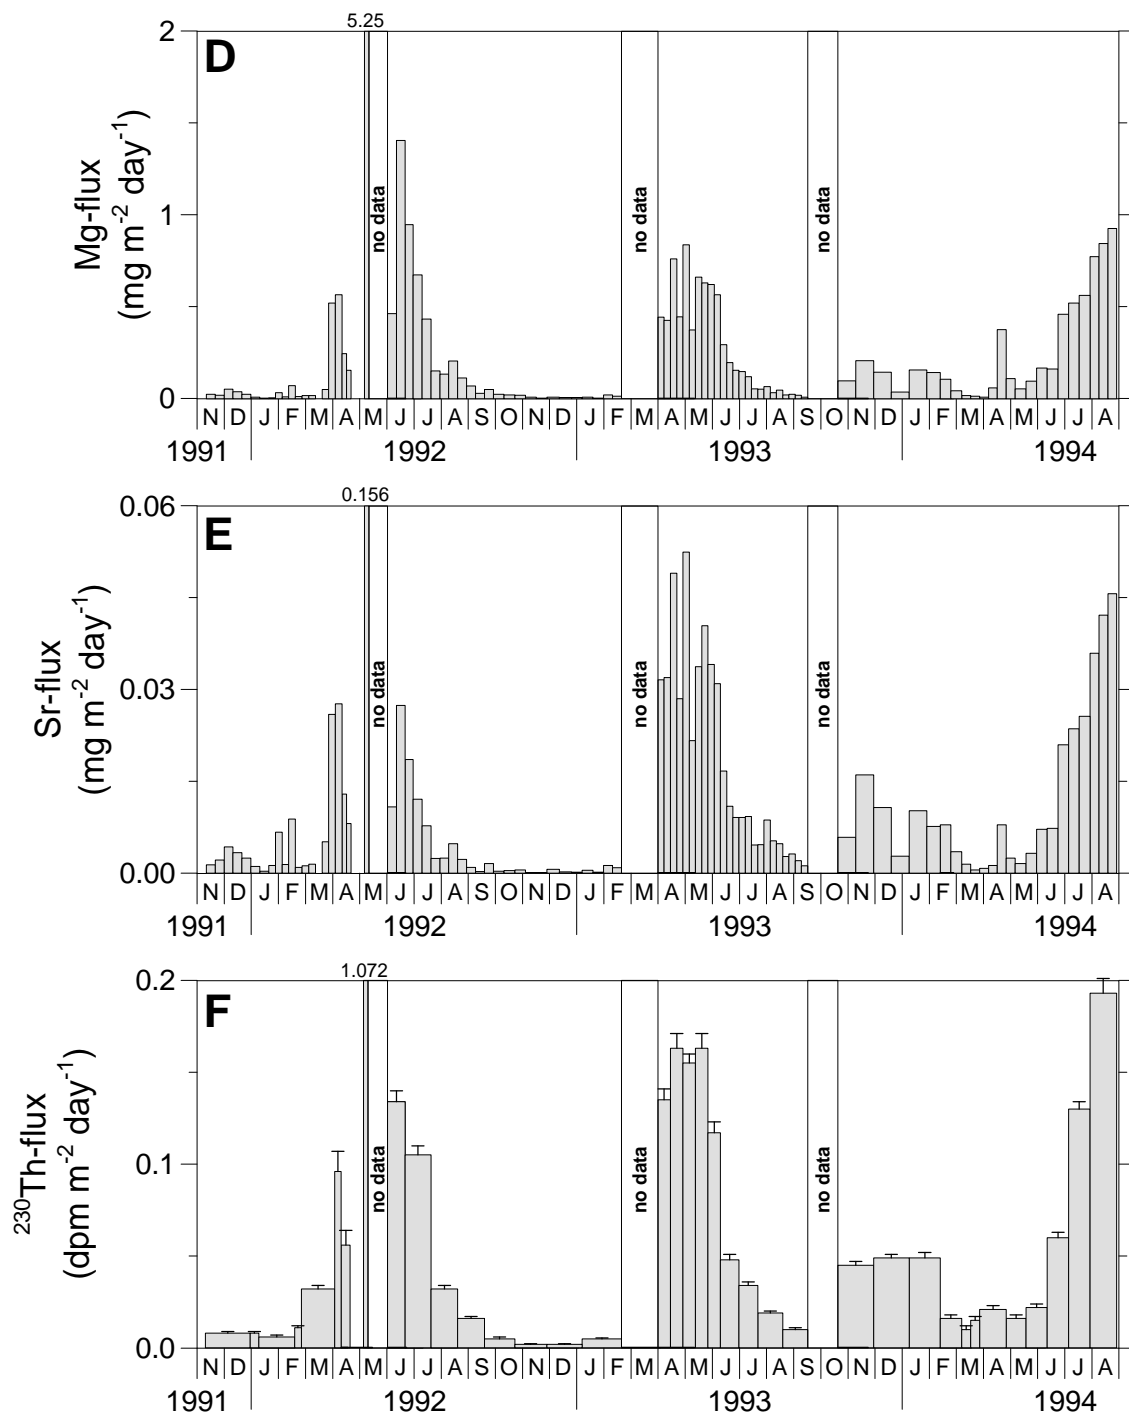 5.25
2
D
Mg-flux
(mg m⁻² day⁻¹)
1
0
no data
no data
no data
N D J F M A M J J A S O N D J F M A M J J A S O N D J F M A M J J A
1991 1992 1993 1994
0.156
0.06
E
Sr-flux
(mg m⁻² day⁻¹)
0.03
0.00
no data
no data
no data
N D J F M A M J J A S O N D J F M A M J J A S O N D J F M A M J J A
1991 1992 1993 1994
1.072
0.2
F
²³⁰Th-flux
(dpm m⁻² day⁻¹)
0.1
0.0
no data
no data
no data
N D J F M A M J J A S O N D J F M A M J J A S O N D J F M A M J J A
1991 1992 1993 1994